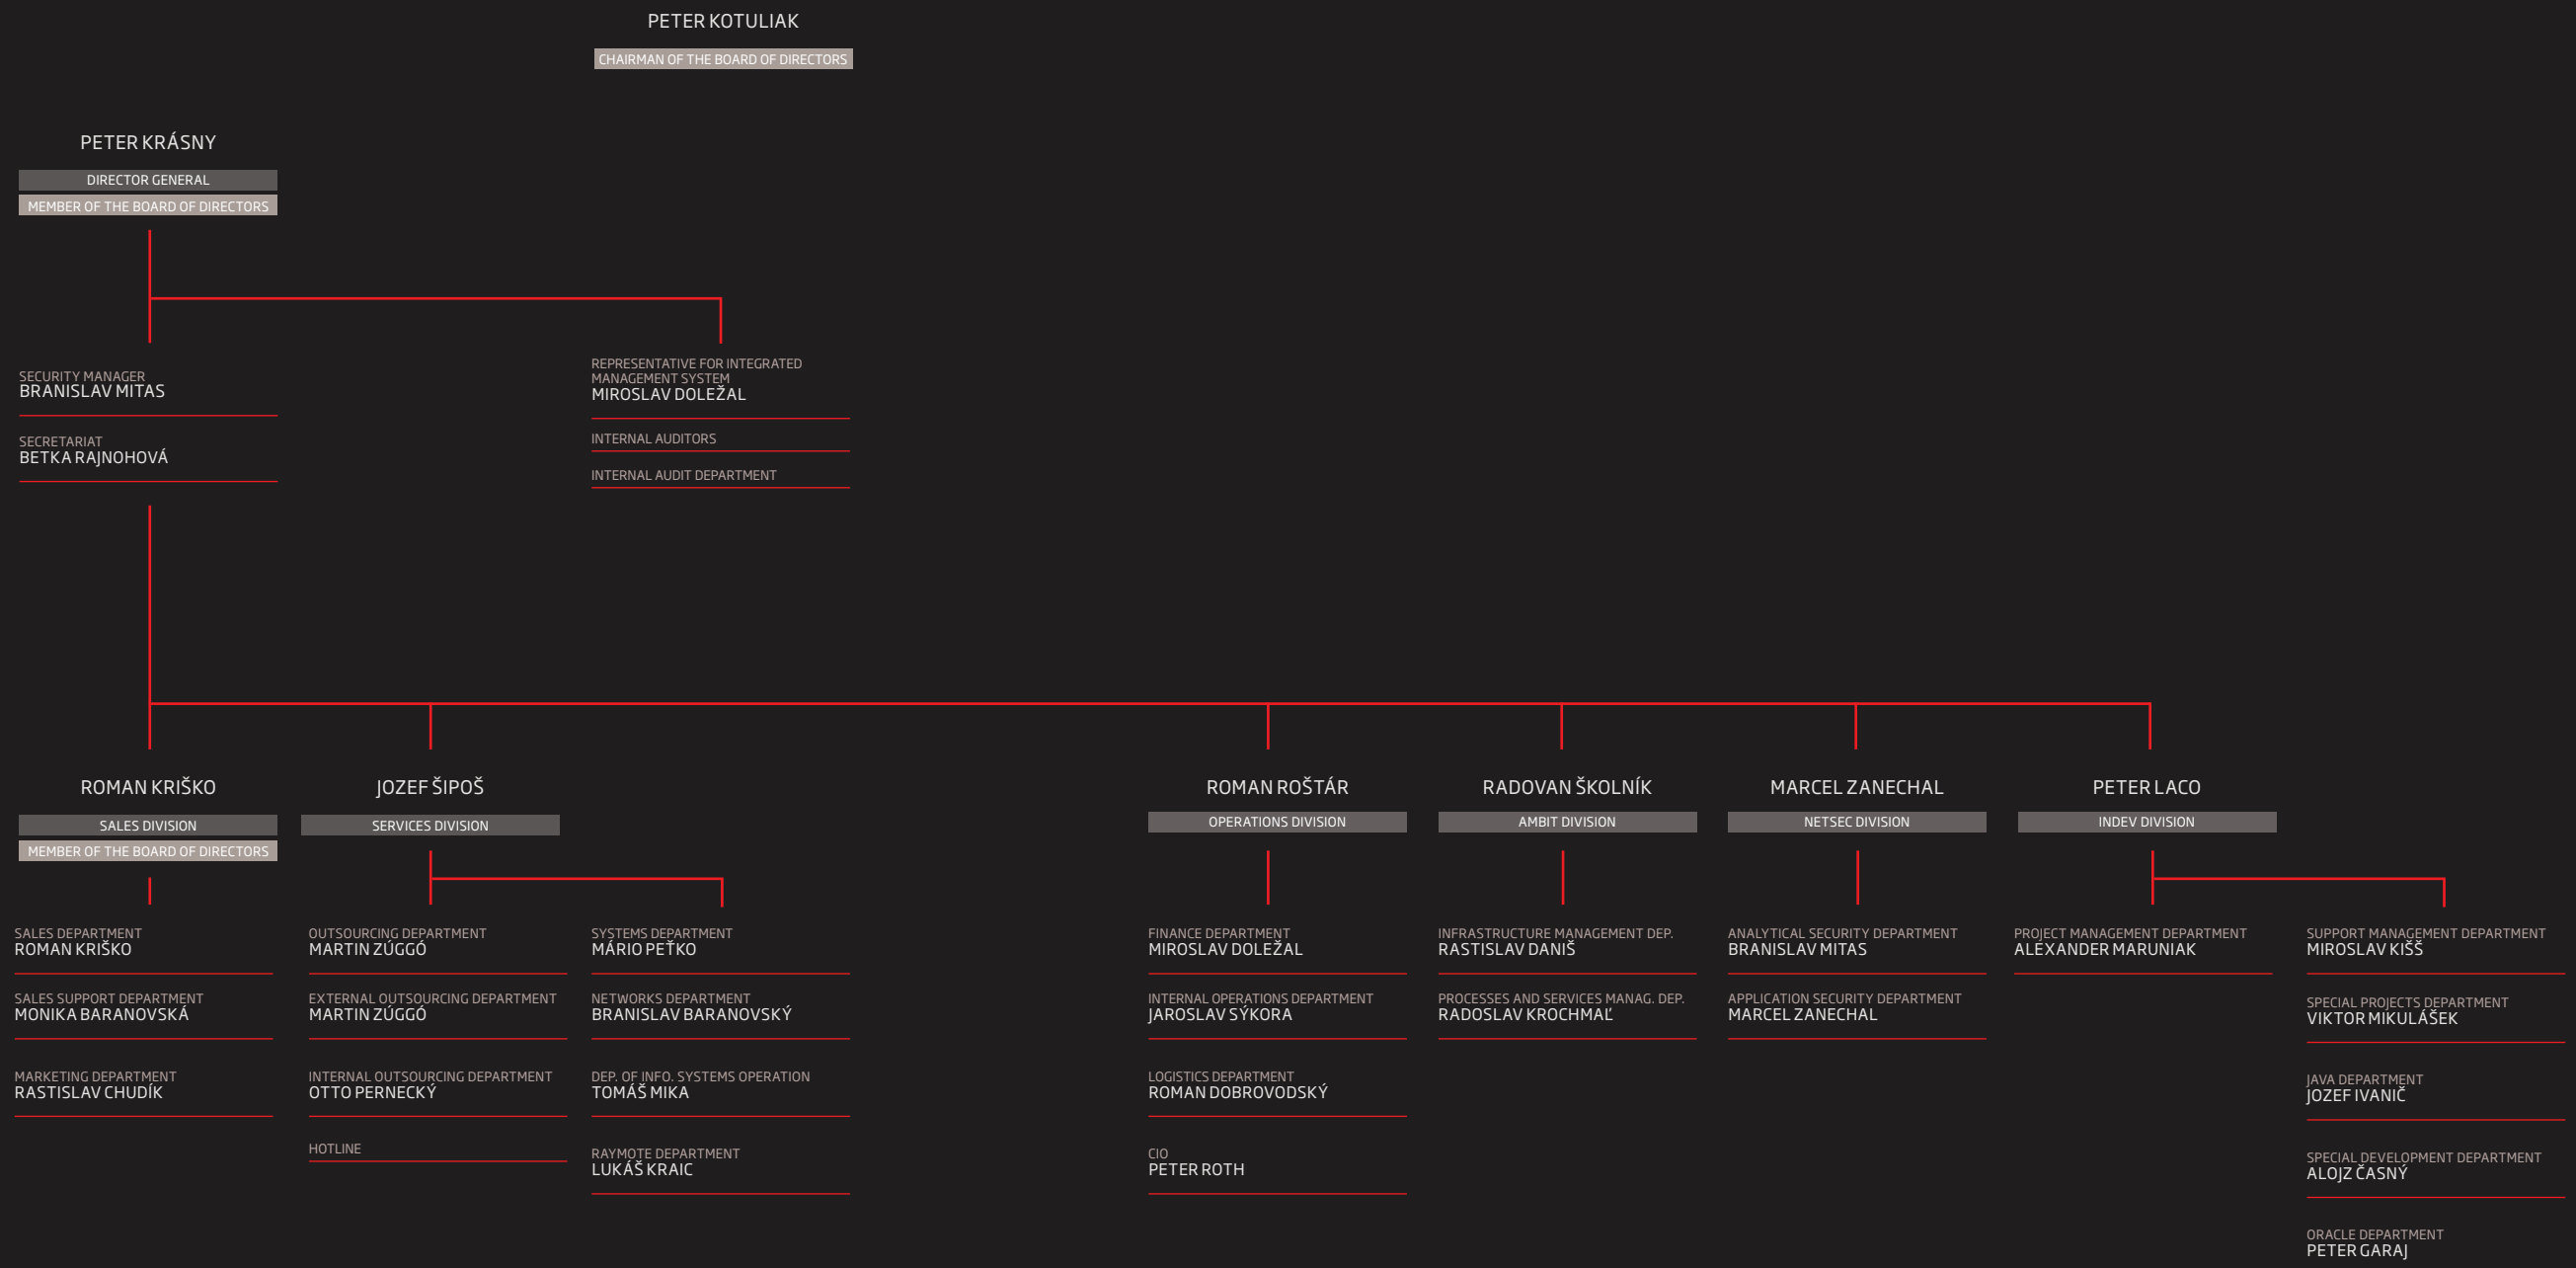 PETER KOTULIAK
CHAIRMAN OF THE BOARD OF DIRECTORS
PETER KRÁSNY
DIRECTOR GENERAL
MEMBER OF THE BOARD OF DIRECTORS
SECURITY MANAGER
BRANISLAV MITAS
SECRETARIAT
BETKA RAJNOHOVÁ
REPRESENTATIVE FOR INTEGRATED
MANAGEMENT SYSTEM
MIROSLAV DOLEŽAL
INTERNAL AUDITORS
INTERNAL AUDIT DEPARTMENT
ROMAN KRIŠKO
SALES DIVISION
MEMBER OF THE BOARD OF DIRECTORS
SALES DEPARTMENT
ROMAN KRIŠKO
SALES SUPPORT DEPARTMENT
MONIKA BARANOVSKÁ
MARKETING DEPARTMENT
RASTISLAV CHUDÍK
JOZEF ŠIPOŠ
SERVICES DIVISION
OUTSOURCING DEPARTMENT
MARTIN ZÚGGÓ
EXTERNAL OUTSOURCING DEPARTMENT
MARTIN ZÚGGÓ
INTERNAL OUTSOURCING DEPARTMENT
OTTO PERNECKÝ
HOTLINE
SYSTEMS DEPARTMENT
MÁRIO PEŤKO
NETWORKS DEPARTMENT
BRANISLAV BARANOVSKÝ
DEP. OF INFO. SYSTEMS OPERATION
TOMÁŠ MIKA
RAYMOTE DEPARTMENT
LUKÁŠ KRAIC
ROMAN ROŠTÁR
OPERATIONS DIVISION
FINANCE DEPARTMENT
MIROSLAV DOLEŽAL
INTERNAL OPERATIONS DEPARTMENT
JAROSLAV SÝKORA
LOGISTICS DEPARTMENT
ROMAN DOBROVODSKÝ
CIO
PETER ROTH
RADOVAN ŠKOLNÍK
AMBIT DIVISION
INFRASTRUCTURE MANAGEMENT DEP.
RASTISLAV DANIŠ
PROCESSES AND SERVICES MANAG. DEP.
RADOSLAV KROCHMAĽ
MARCEL ZANECHAL
NETSEC DIVISION
ANALYTICAL SECURITY DEPARTMENT
BRANISLAV MITAS
APPLICATION SECURITY DEPARTMENT
MARCEL ZANECHAL
PETER LACO
INDEV DIVISION
PROJECT MANAGEMENT DEPARTMENT
ALEXANDER MARUNIAK
SUPPORT MANAGEMENT DEPARTMENT
MIROSLAV KIŠŠ
SPECIAL PROJECTS DEPARTMENT
VIKTOR MIKULÁŠEK
JAVA DEPARTMENT
JOZEF IVANIČ
SPECIAL DEVELOPMENT DEPARTMENT
ALOJZ ČASNÝ
ORACLE DEPARTMENT
PETER GARAJ